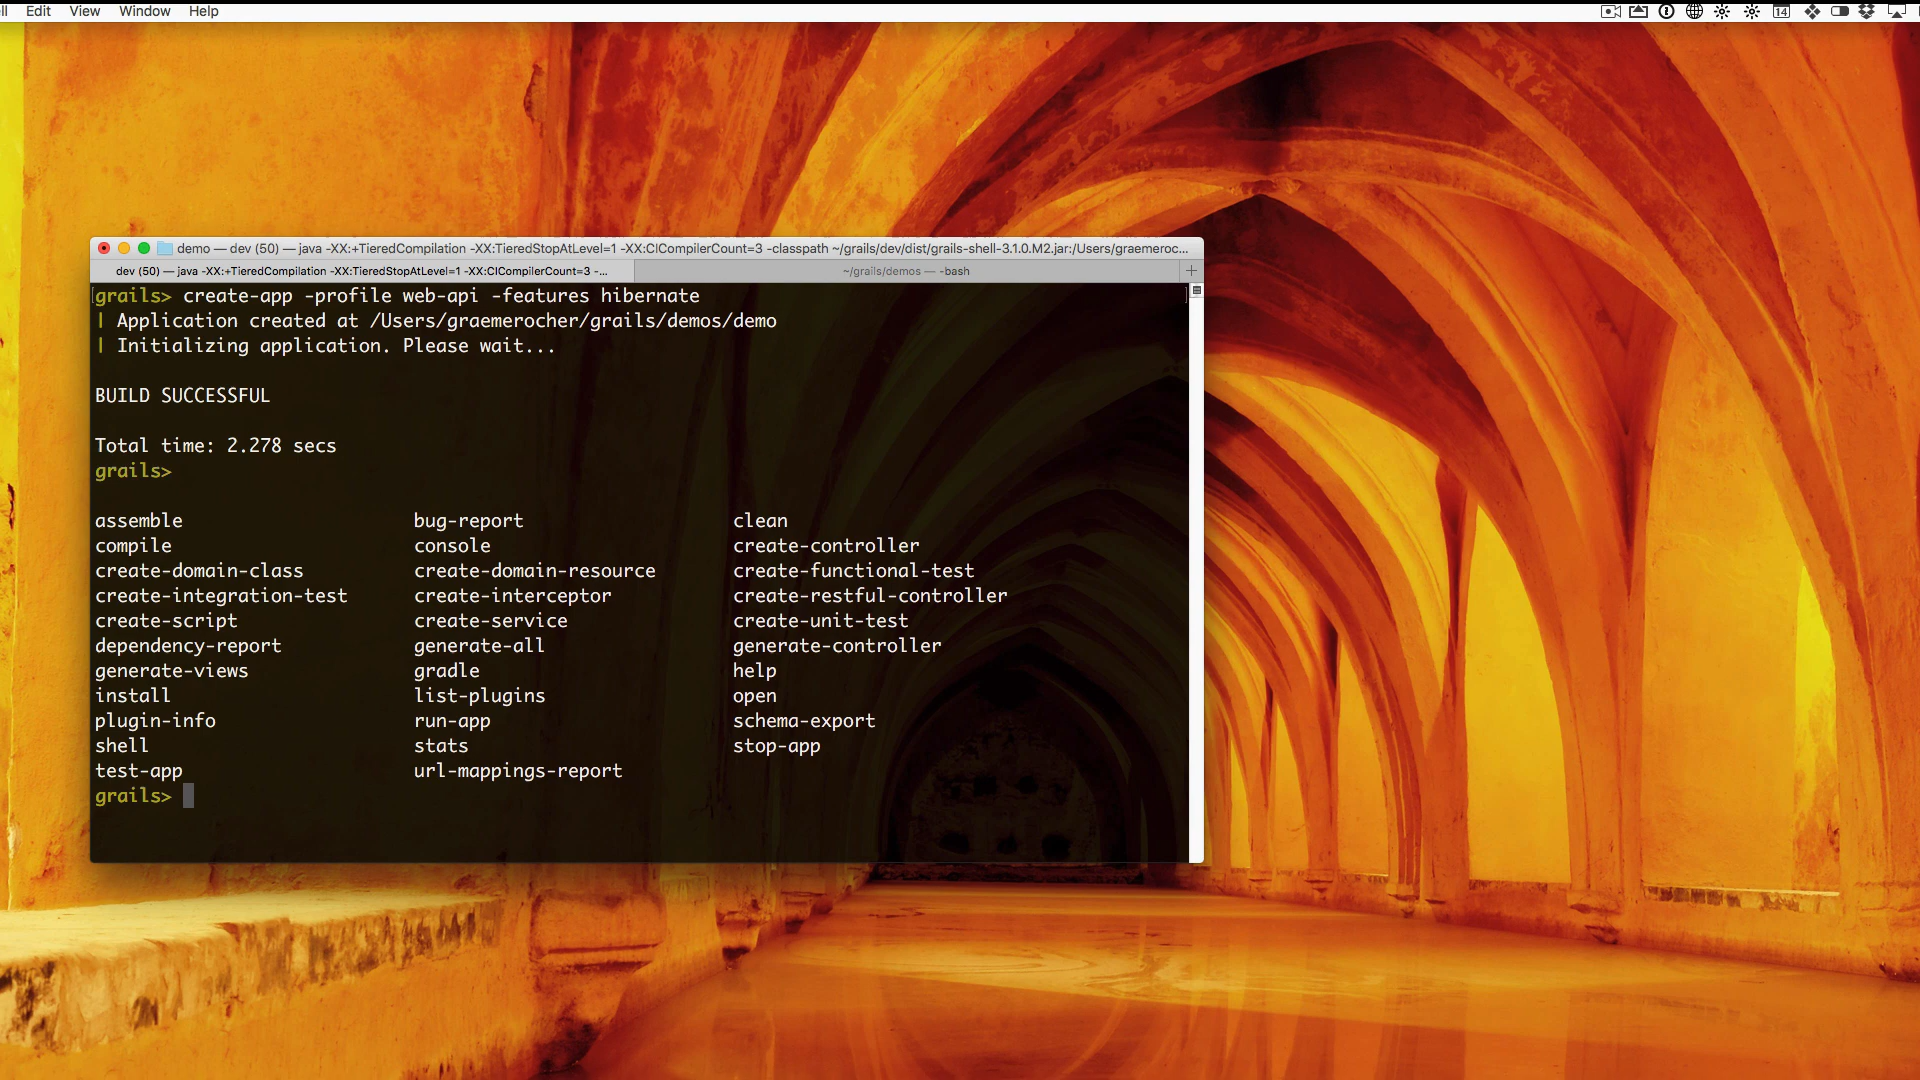 ll Edit View Window Help
14
demo — dev (50) — java -XX:+TieredCompilation -XX:TieredStopAtLevel=1 -XX:CICompilerCount=3 -classpath ~/grails/dev/dist/grails-shell-3.1.0.M2.jar:/Users/graemeroc...
dev (50) — java -XX:+TieredCompilation -XX:TieredStopAtLevel=1 -XX:CICompilerCount=3 -... ~/grails/demos — -bash
grails> create-app -profile web-api -features hibernate
| Application created at /Users/graemerocher/grails/demos/demo
| Initializing application. Please wait...
BUILD SUCCESSFUL
Total time: 2.278 secs
grails>
assemble bug-report clean
compile console create-controller
create-domain-class create-domain-resource create-functional-test
create-integration-test create-interceptor create-restful-controller
create-script create-service create-unit-test
dependency-report generate-all generate-controller
generate-views gradle help
install list-plugins open
plugin-info run-app schema-export
shell stats stop-app
test-app url-mappings-report
grails>